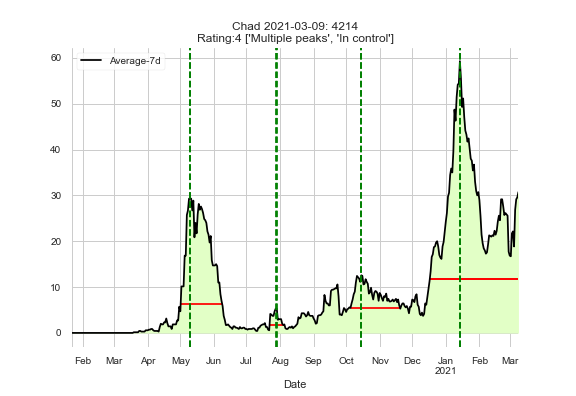 Chad 2021-03-09: 4214
Rating:4 ['Multiple peaks', 'In control']
Average-7d
60
50
40
30
20
10
0
Feb Mar Apr May Jun Jul Aug Sep Oct Nov Dec Jan Feb Mar
2021
Date